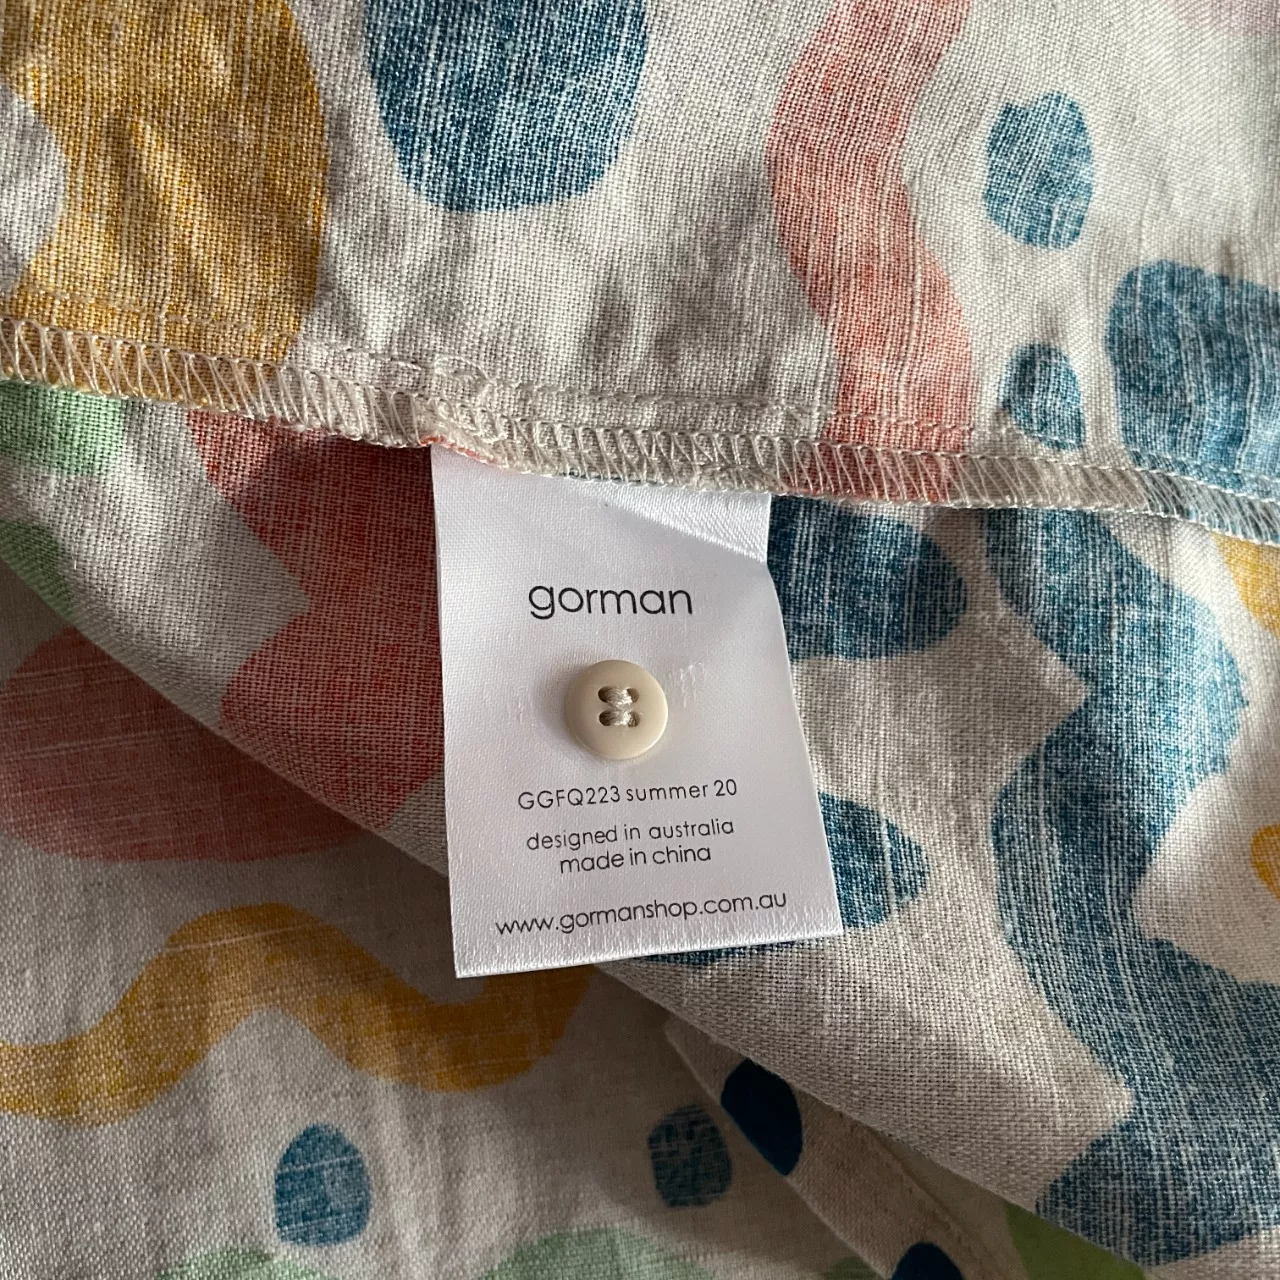 gorman
GGFQ223 summer 20
designed in australia
made in china
www.gormanshop.com.au